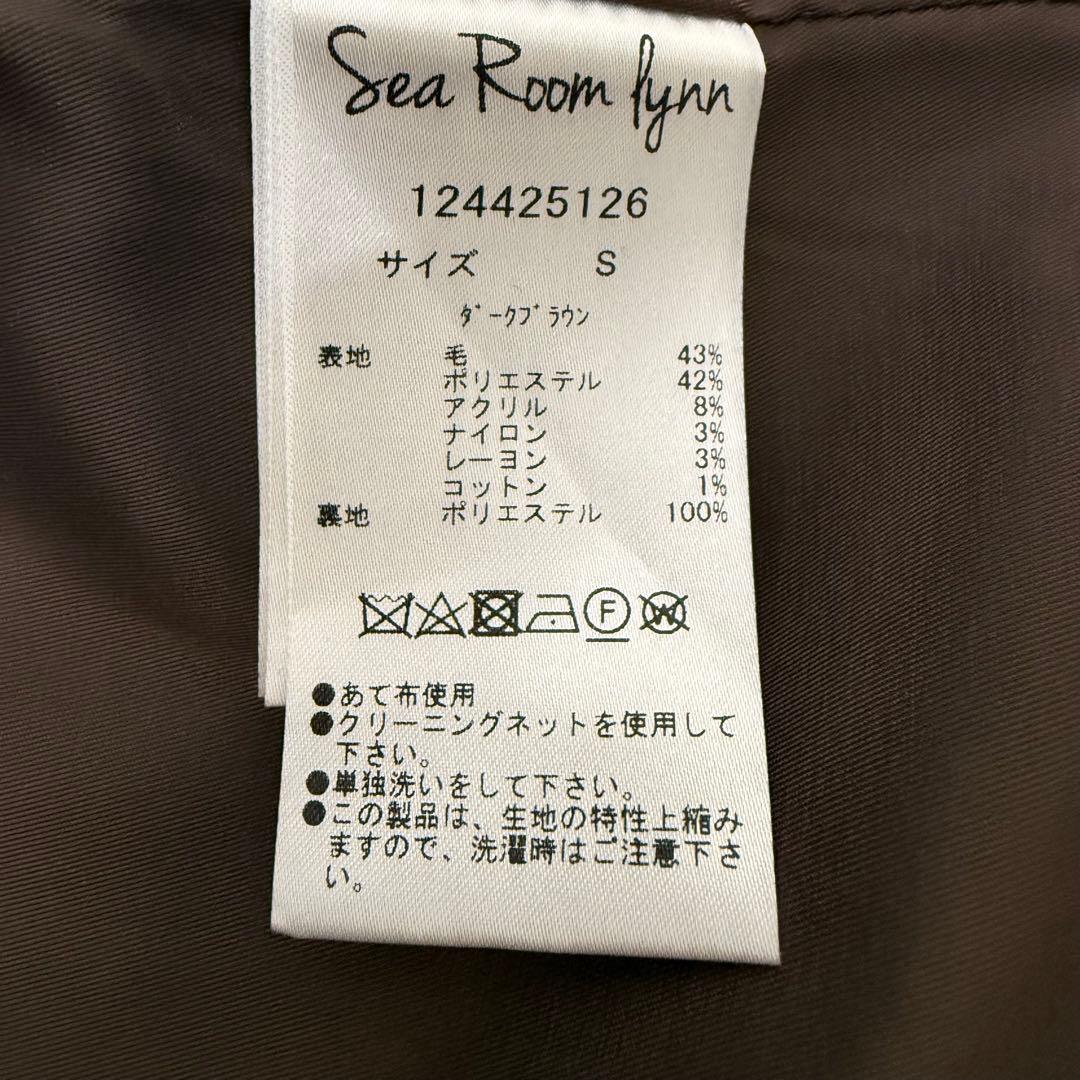 Sea Room lynn
124425126
サイズ S
ﾀﾞｰｸﾌﾞﾗｳﾝ
表地 毛 43%
ポリエステル 42%
アクリル 8%
ナイロン 3%
レーヨン 3%
コットン 1%
裏地 ポリエステル 100%
F W
●あて布使用
●クリーニングネットを使用して
下さい。
●単独洗いをして下さい。
●この製品は、生地の特性上縮み
ますので、洗濯時はご注意下さ
い。